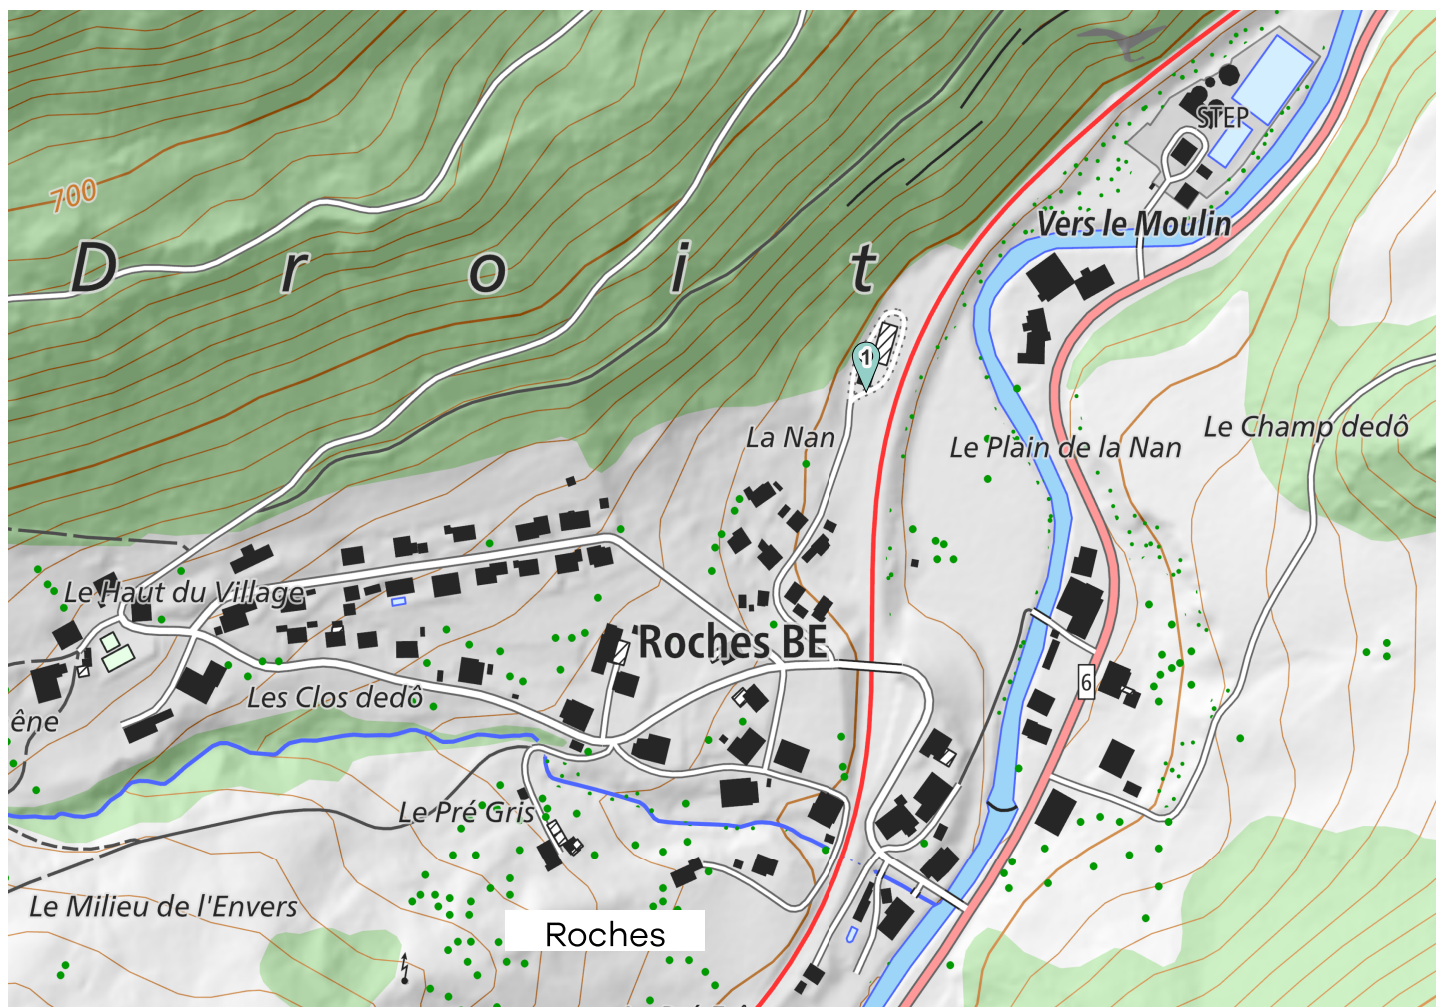 STEP
700
Vers le Moulin
D r o i t
1
La Nan
Le Plain de la Nan
Le Champ dedô
Le Haut du Village
Roches BE
6
Les Clos dedô
êne
Le Pré Gris
Le Milieu de l'Envers
Roches